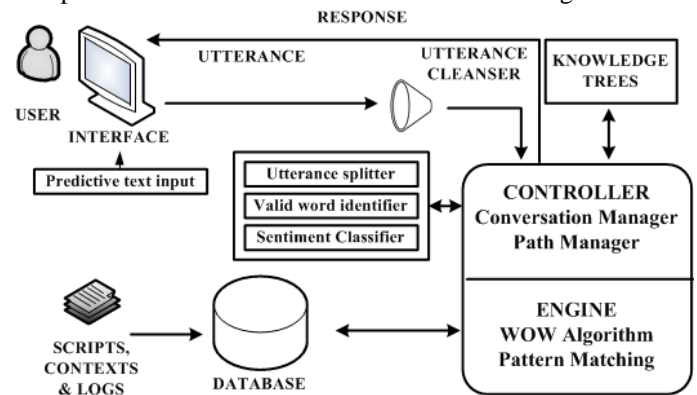 RESPONSE
UTTERANCE
UTTERANCE
CLEANSER
KNOWLEDGE
TREES
USER
INTERFACE
Predictive text input
Utterance splitter
Valid word identifier
Sentiment Classifier
CONTROLLER
Conversation Manager
Path Manager
ENGINE
WOW Algorithm
Pattern Matching
SCRIPTS,
CONTEXTS
& LOGS
DATABASE